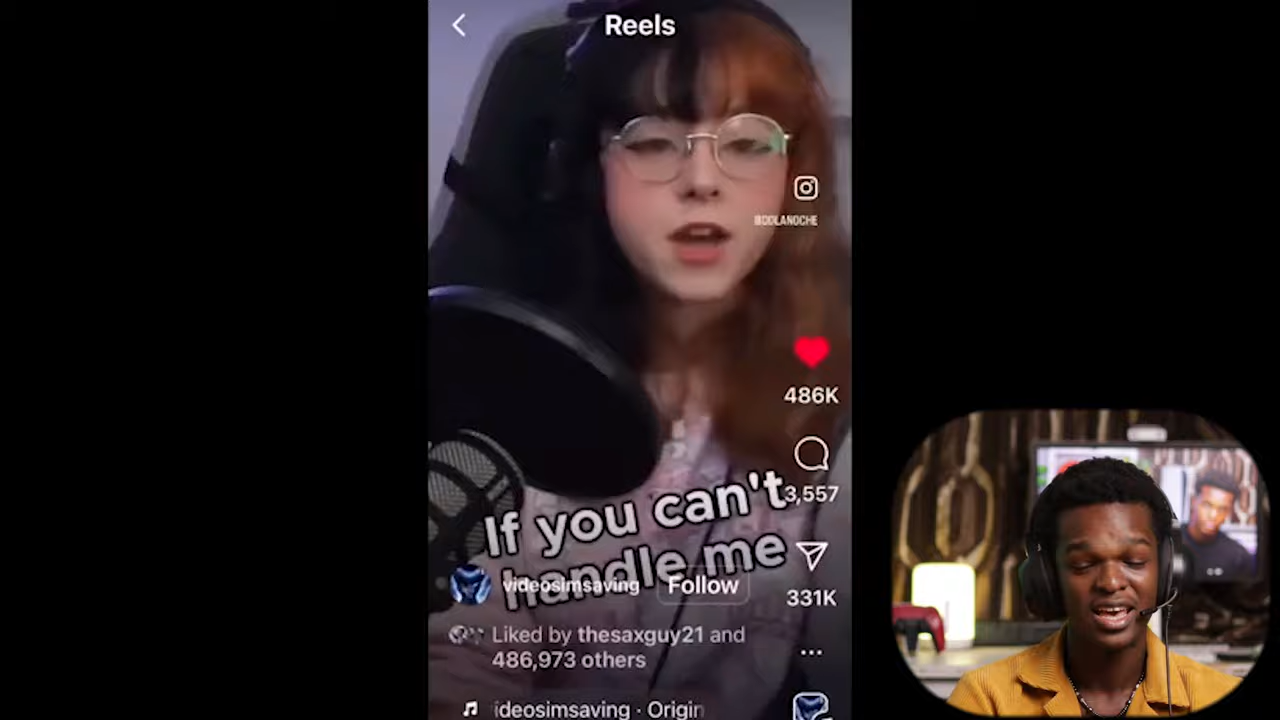 Reels
@DOLANOCHE
486K
3,557
If you can't
handle me
videosimsaving
Follow
331K
Liked by thesaxguy21 and
486,973 others
ideosimsaving · Origin